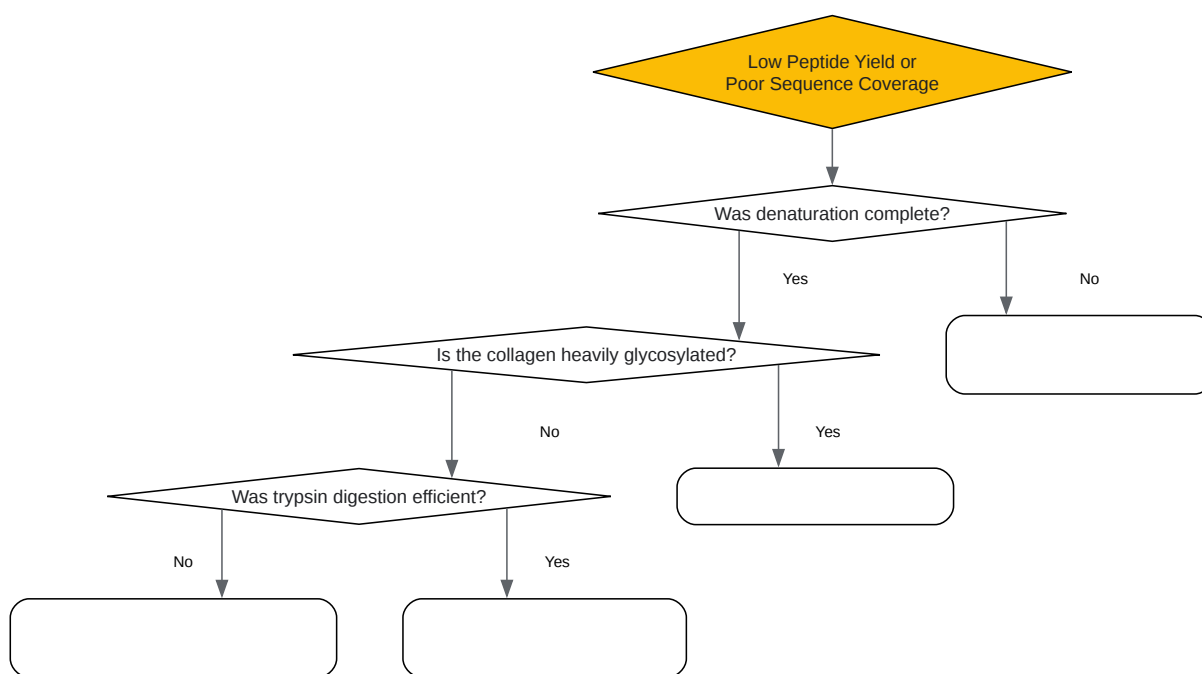 Low Peptide Yield or
Poor Sequence Coverage
Was denaturation complete?
Yes
No
Is the collagen heavily glycosylated?
No
Yes
Was trypsin digestion efficient?
No
Yes